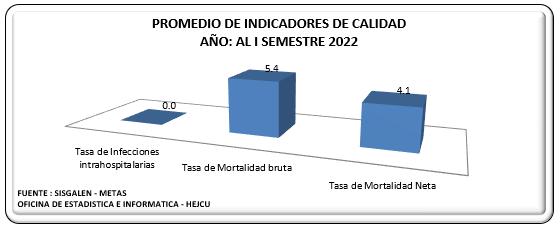 PROMEDIO DE INDICADORES DE CALIDAD
AÑO: AL I SEMESTRE 2022
0.0
5.4
4.1
Tasa de Infecciones
intrahospitalarias
Tasa de Mortalidad bruta
Tasa de Mortalidad Neta
FUENTE : SISGALEN - METAS
OFICINA DE ESTADISTICA E INFORMATICA - HEJCU